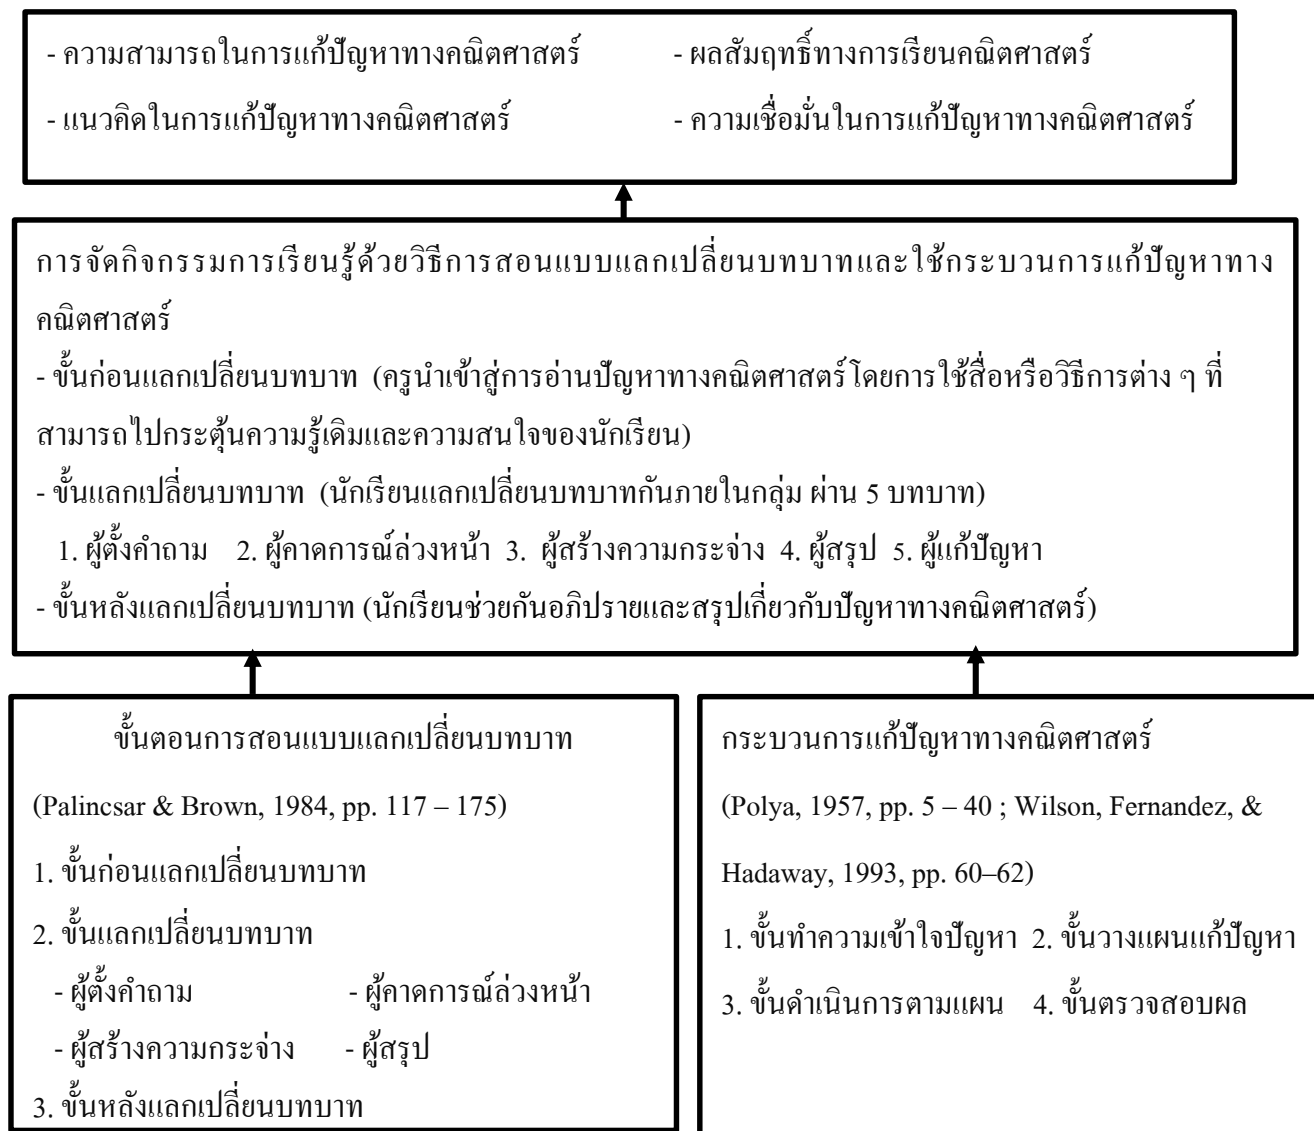 - ความสามารถในการแก้ปัญหาทางคณิตศาสตร์ - ผลสัมฤทธิ์ทางการเรียนคณิตศาสตร์
- แนวคิดในการแก้ปัญหาทางคณิตศาสตร์ - ความเชื่อมั่นในการแก้ปัญหาทางคณิตศาสตร์
การจัดกิจกรรมการเรียนรู้ด้วยวิธีการสอนแบบแลกเปลี่ยนบทบาทและใช้กระบวนการแก้ปัญหาทาง
คณิตศาสตร์
- ขั้นก่อนแลกเปลี่ยนบทบาท (ครูนำเข้าสู่การอ่านปัญหาทางคณิตศาสตร์โดยการใช้สื่อหรือวิธีการต่าง ๆ ที่
สามารถไปกระตุ้นความรู้เดิมและความสนใจของนักเรียน)
- ขั้นแลกเปลี่ยนบทบาท (นักเรียนแลกเปลี่ยนบทบาทกันภายในกลุ่ม ผ่าน 5 บทบาท)
1. ผู้ตั้งคำถาม 2. ผู้คาดการณ์ล่วงหน้า 3. ผู้สร้างความกระจ่าง 4. ผู้สรุป 5. ผู้แก้ปัญหา
- ขั้นหลังแลกเปลี่ยนบทบาท (นักเรียนช่วยกันอภิปรายและสรุปเกี่ยวกับปัญหาทางคณิตศาสตร์)
ขั้นตอนการสอนแบบแลกเปลี่ยนบทบาท
(Palincsar & Brown, 1984, pp. 117 – 175)
1. ขั้นก่อนแลกเปลี่ยนบทบาท
2. ขั้นแลกเปลี่ยนบทบาท
- ผู้ตั้งคำถาม - ผู้คาดการณ์ล่วงหน้า
- ผู้สร้างความกระจ่าง - ผู้สรุป
3. ขั้นหลังแลกเปลี่ยนบทบาท
กระบวนการแก้ปัญหาทางคณิตศาสตร์
(Polya, 1957, pp. 5 – 40 ; Wilson, Fernandez, &
Hadaway, 1993, pp. 60–62)
1. ขั้นทำความเข้าใจปัญหา 2. ขั้นวางแผนแก้ปัญหา
3. ขั้นดำเนินการตามแผน 4. ขั้นตรวจสอบผล